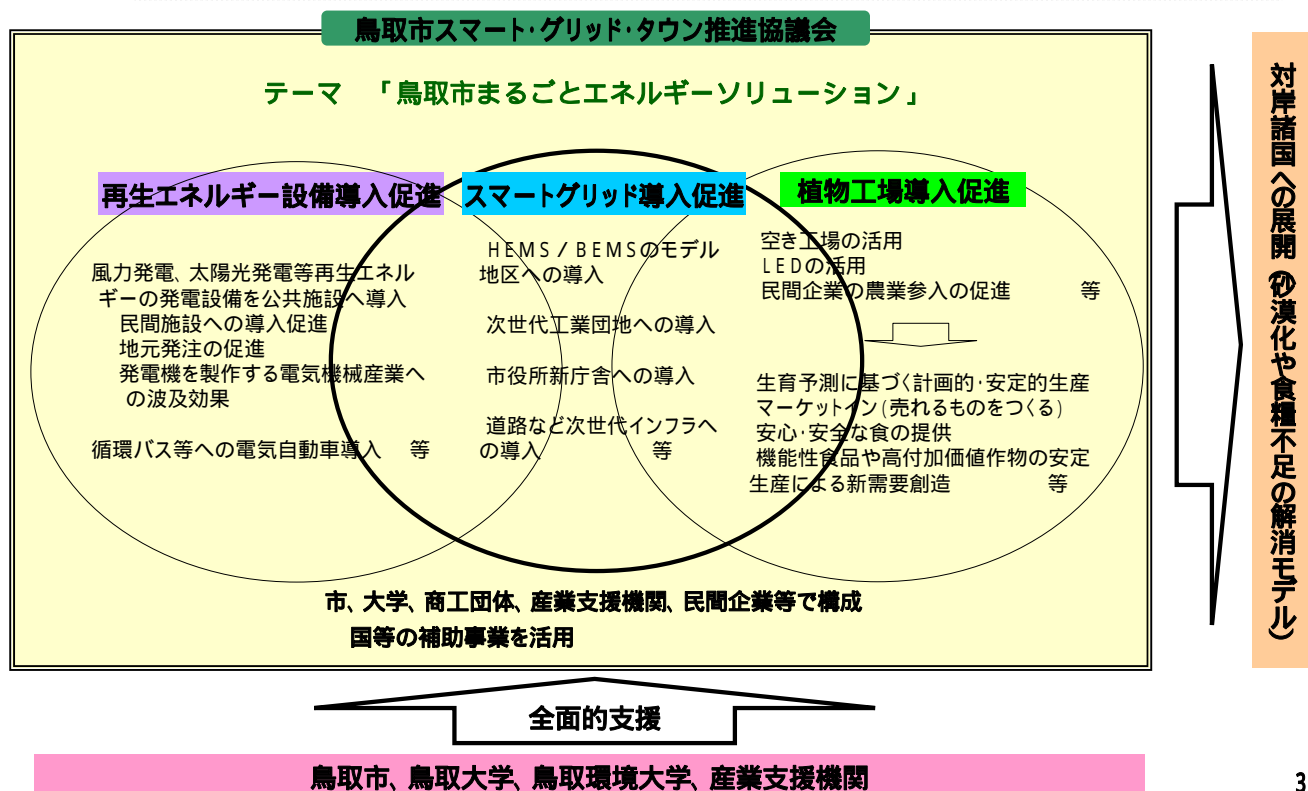 鳥取市スマート・グリッド・タウン推進協議会
テーマ 「鳥取市まるごとエネルギーソリューション」
再生エネルギー設備導入促進
風力発電、太陽光発電等再生エネル
ギーの発電設備を公共施設へ導入
民間施設への導入促進
地元発注の促進
発電機を製作する電気機械産業へ
の波及効果
循環バス等への電気自動車導入 等
スマートグリッド導入促進
HEMS/BEMSのモデル
地区への導入
次世代工業団地への導入
市役所新庁舎への導入
道路など次世代インフラへ
の導入 等
植物工場導入促進
空き工場の活用
LEDの活用
民間企業の農業参入の促進 等
生育予測に基づく計画的・安定的生産
マーケットイン(売れるものをつくる)
安心・安全な食の提供
機能性食品や高付加価値作物の安定
生産による新需要創造 等
市、大学、商工団体、産業支援機関、民間企業等で構成
国等の補助事業を活用
対岸諸国への展開(砂漠化や食糧不足の解消モデル)
全面的支援
鳥取市、鳥取大学、鳥取環境大学、産業支援機関
3